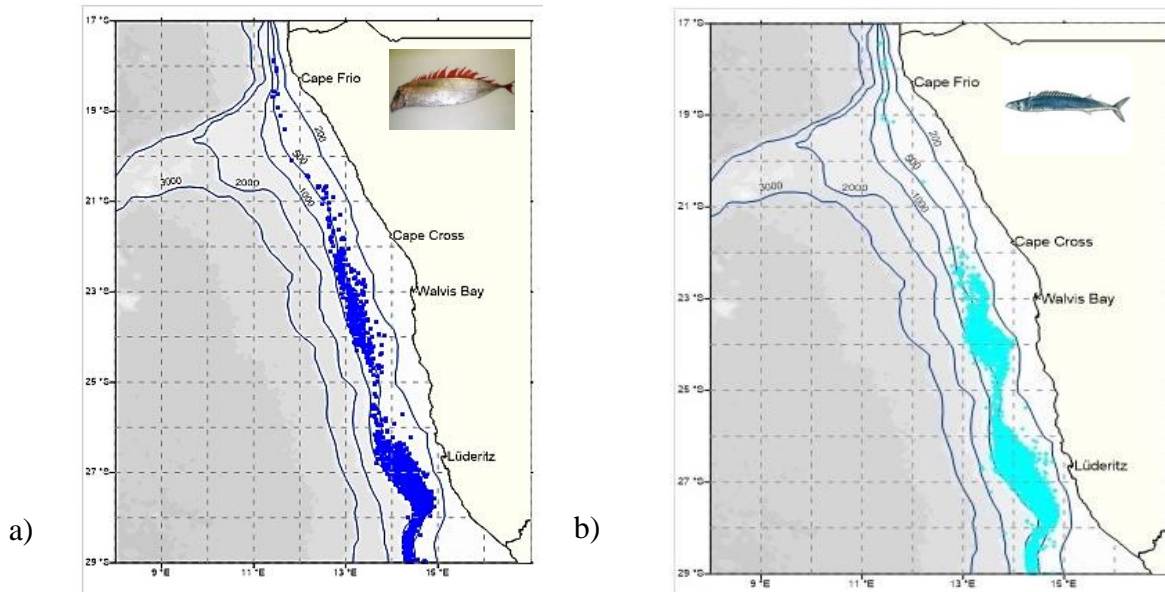 a)
17 °S
Cape Frio
19 °S
200
500
3000
2000
1000
21 °S
Cape Cross
23 °S
Walvis Bay
25 °S
Lüderitz
27 °S
29 °S
9 °E 11 °E 13 °E 15 °E
b)
17 °S
Cape Frio
19 °S
200
500
3000
2000
1000
21 °S
Cape Cross
23 °S
Walvis Bay
25 °S
Lüderitz
27 °S
29 °S
9 °E 11 °E 13 °E 15 °E